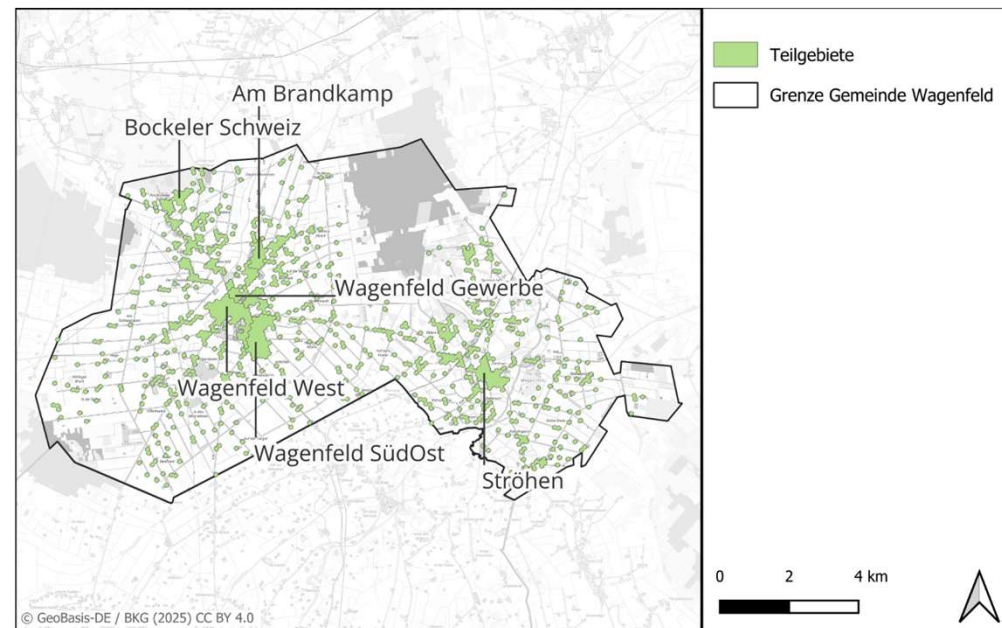 Am Brandkamp
Bockeler Schweiz
Wagenfeld Gewerbe
Wagenfeld West
Wagenfeld SüdOst
Ströhen
© GeoBasis-DE / BKG (2025) CC BY 4.0
Teilgebiete
Grenze Gemeinde Wagenfeld
0 2 4 km